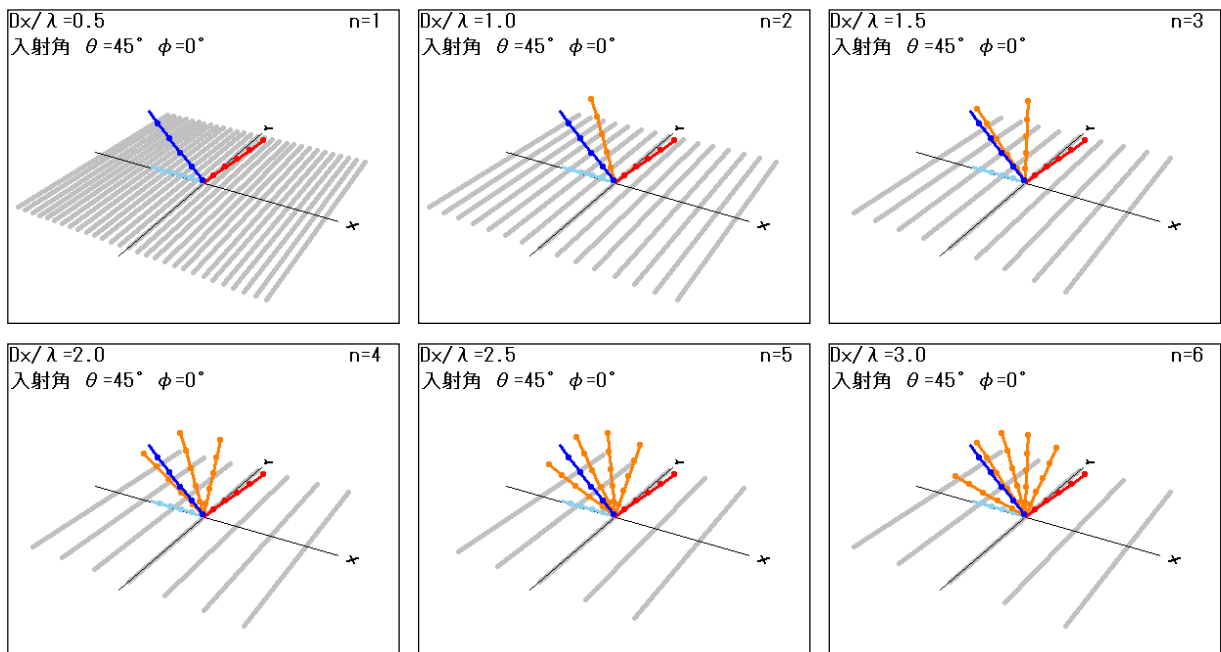 Dx/λ=0.5 n=1
入射角 θ=45° φ=0°
Y
X
Dx/λ=1.0 n=2
入射角 θ=45° φ=0°
Y
X
Dx/λ=1.5 n=3
入射角 θ=45° φ=0°
Y
X
Dx/λ=2.0 n=4
入射角 θ=45° φ=0°
Y
X
Dx/λ=2.5 n=5
入射角 θ=45° φ=0°
Y
X
Dx/λ=3.0 n=6
入射角 θ=45° φ=0°
Y
X